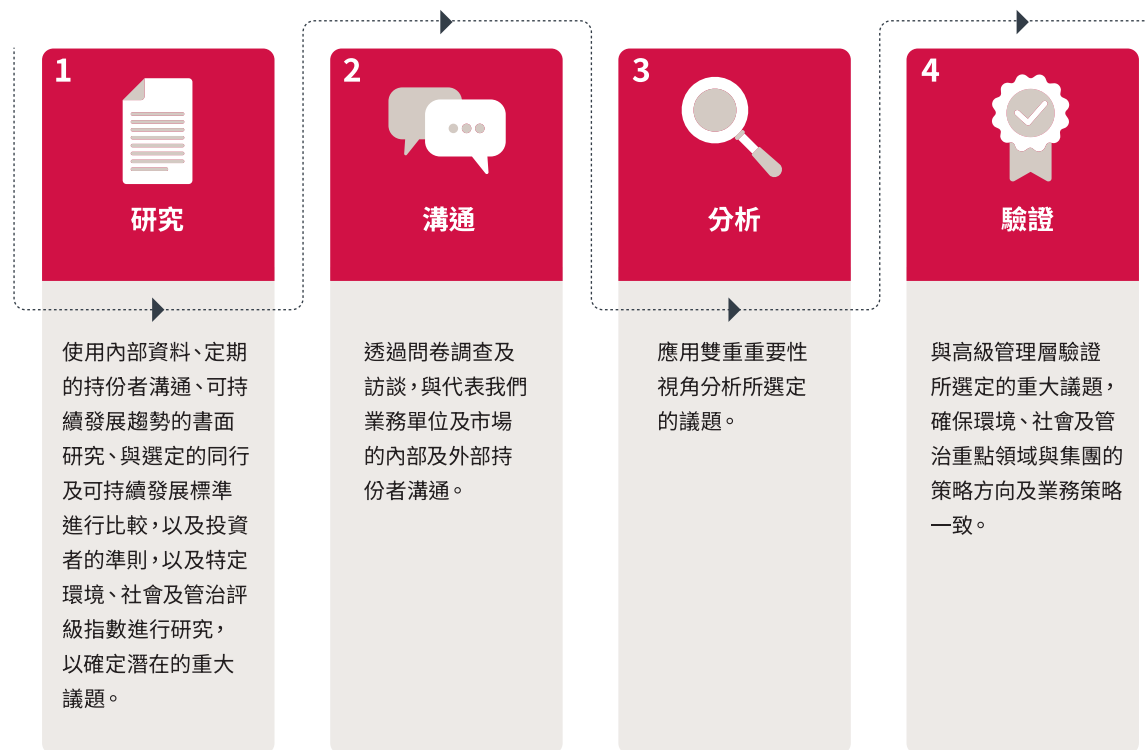 1
研究
使用內部資料、定期
的持份者溝通、可持
續發展趨勢的書面
研究、與選定的同行
及可持續發展標準
進行比較，以及投資
者的準則，以及特定
環境、社會及管治評
級指數進行研究，
以確定潛在的重大
議題。
2
溝通
透過問卷調查及
訪談，與代表我們
業務單位及市場
的內部及外部持
份者溝通。
3
分析
應用雙重重要性
視角分析所選定
的議題。
4
驗證
與高級管理層驗證
所選定的重大議題，
確保環境、社會及管
治重點領域與集團的
策略方向及業務策略
一致。